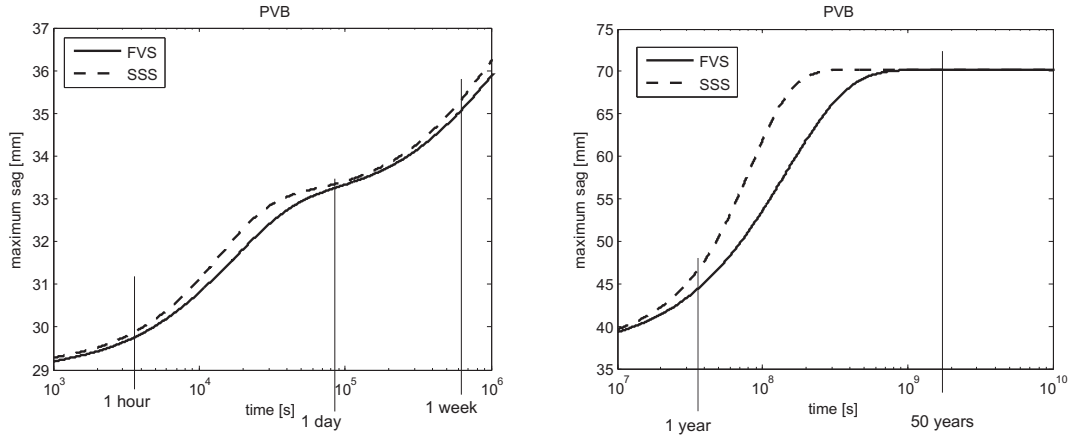 PVB
37
36
35
34
33
32
31
30
29
maximum sag [mm]
FVS
SSS
10^3
10^4
10^5
10^6
time [s]
1 hour
1 day
1 week
PVB
75
70
65
60
55
50
45
40
35
maximum sag [mm]
FVS
SSS
10^7
10^8
10^9
10^10
time [s]
1 year
50 years